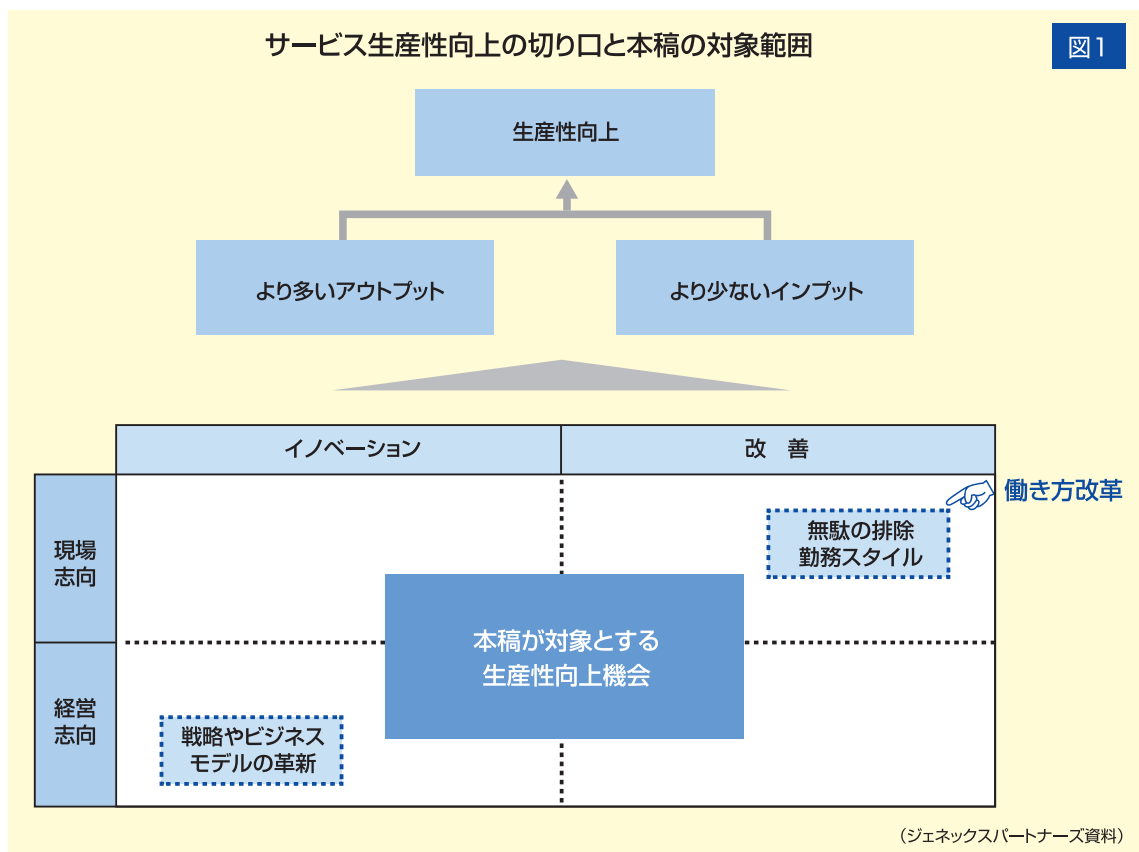 サービス生産性向上の切り口と本稿の対象範囲
図1
生産性向上
より多いアウトプット
より少ないインプット
イノベーション
改 善
働き方改革
現場
志向
無駄の排除
勤務スタイル
本稿が対象とする
生産性向上機会
経営
志向
戦略やビジネス
モデルの革新
（ジェネックスパートナーズ資料）